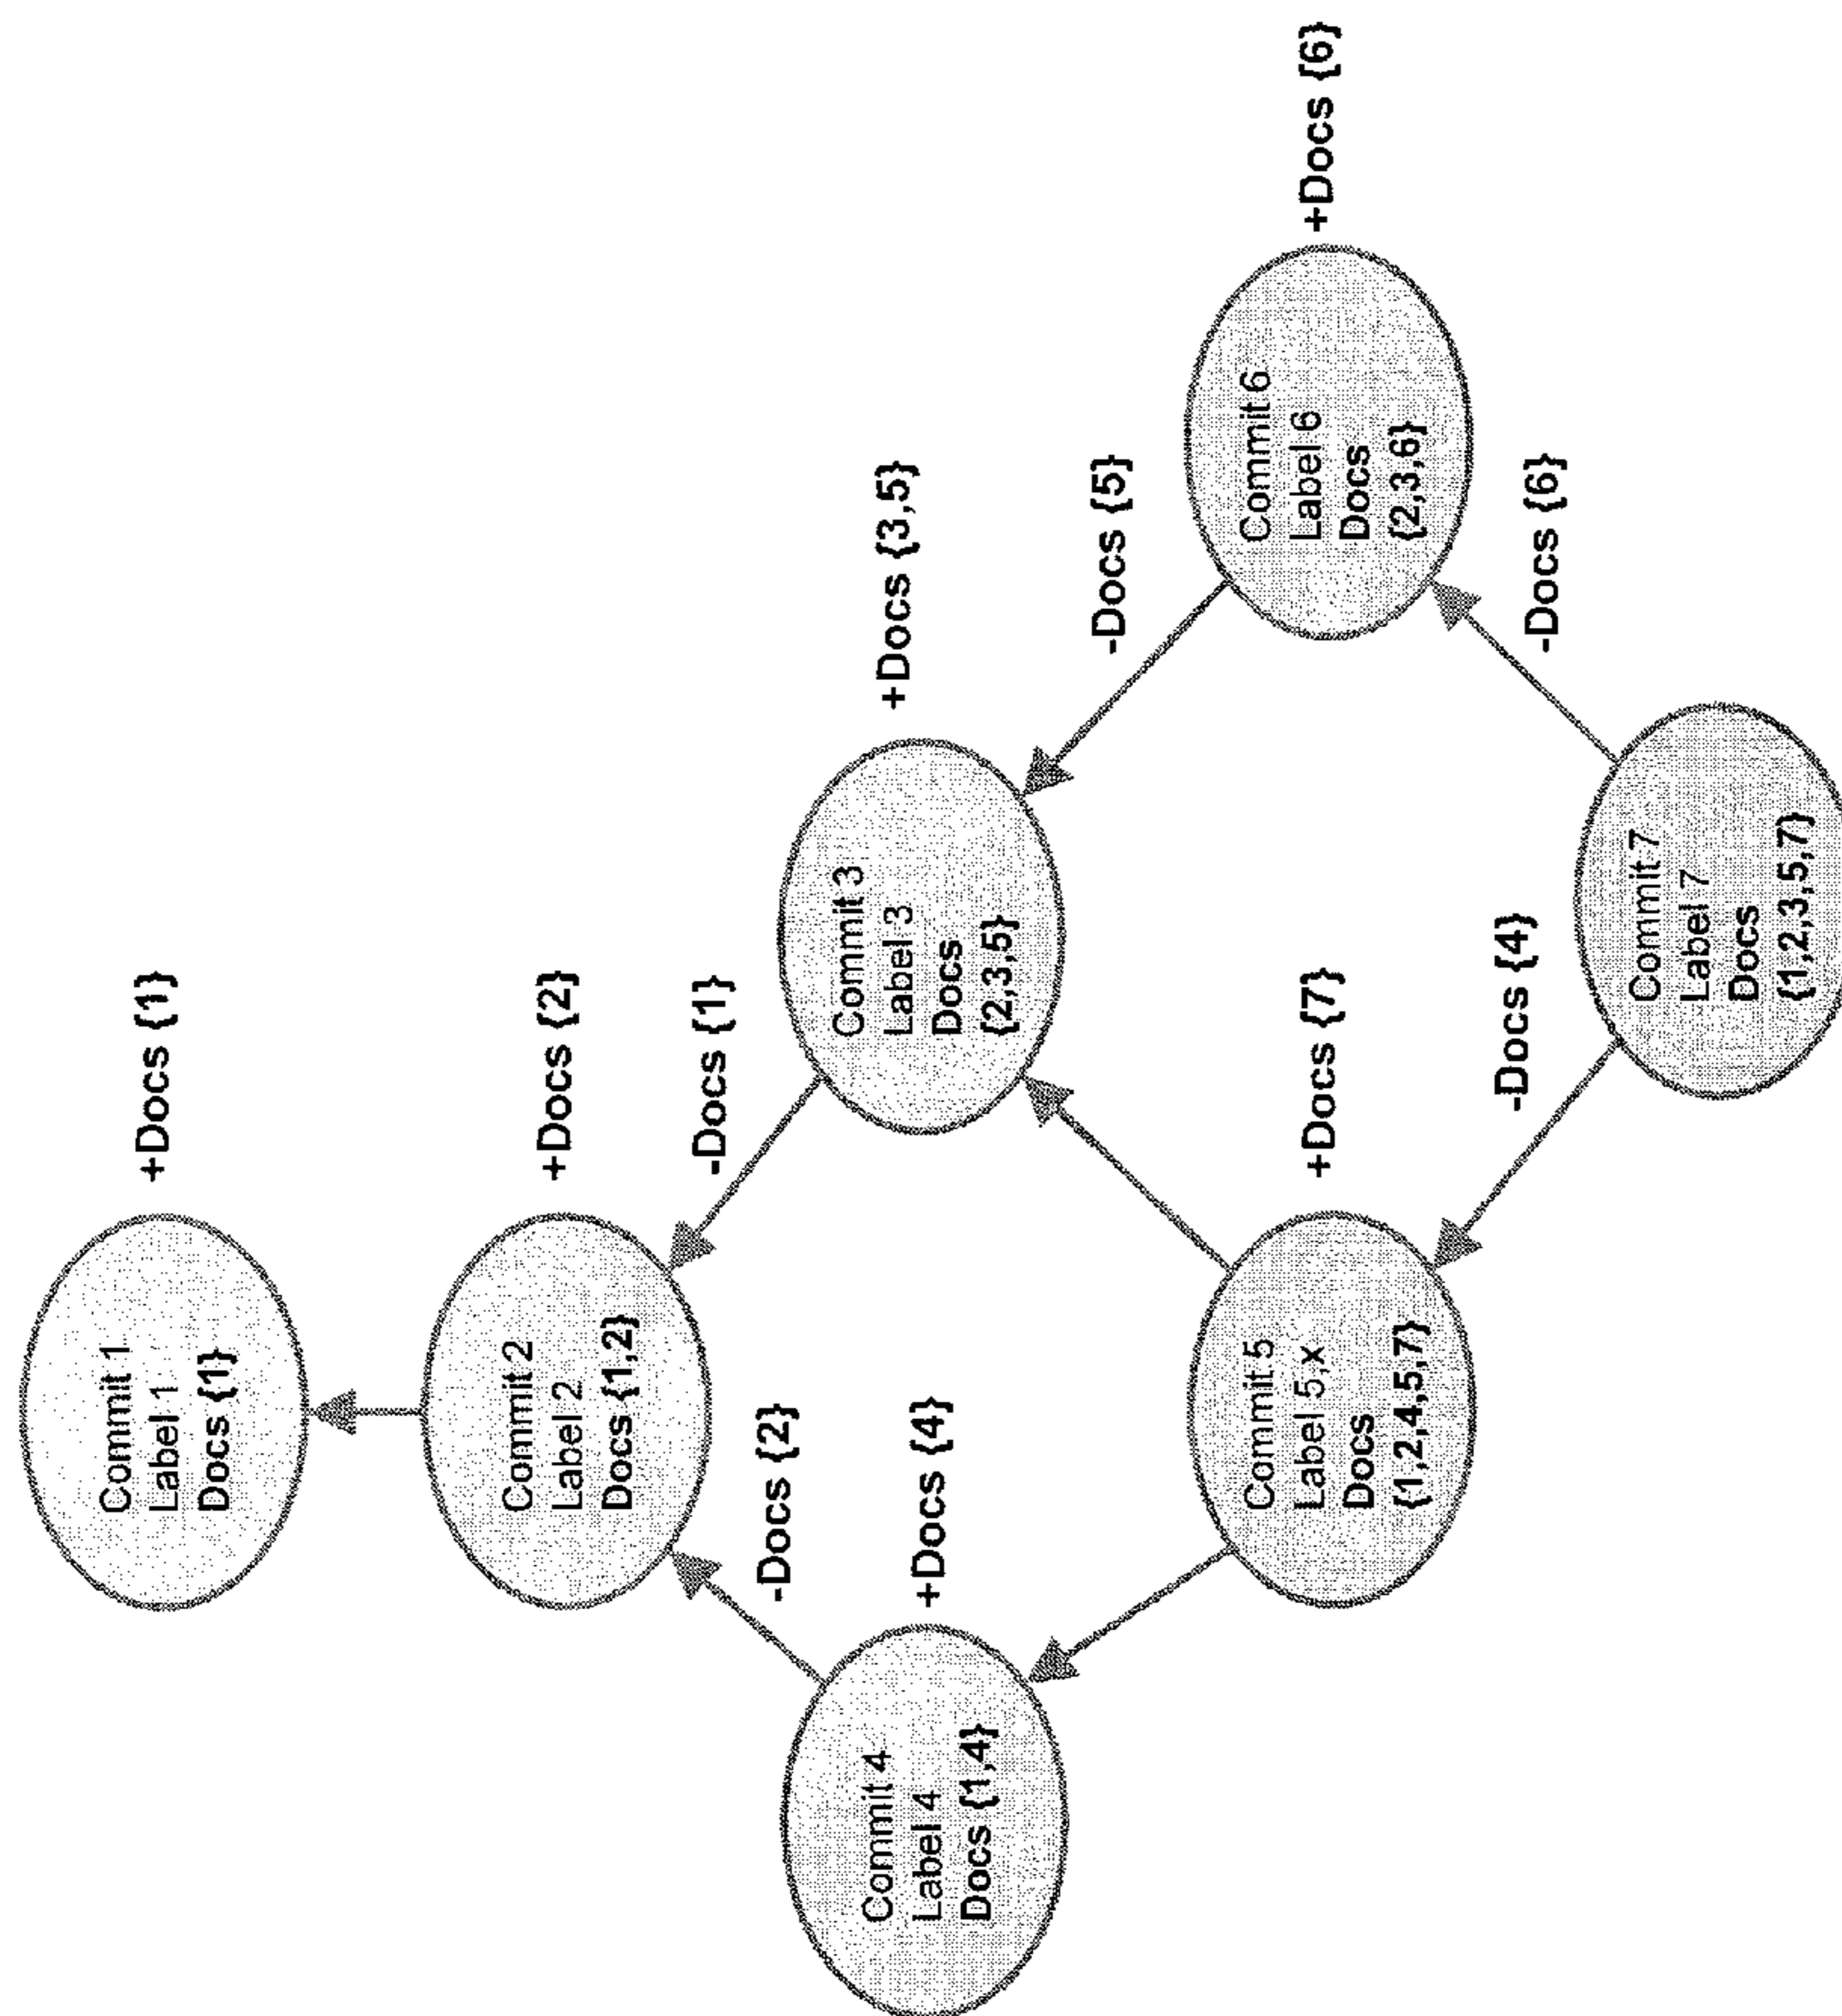 Commit 1
Label 1
Docs {1}
+Docs {1}
Commit 2
Label 2
Docs {1,2}
+Docs {2}
-Docs {2}
-Docs {1}
Commit 4
Label 4
Docs {1,4}
+Docs {4}
Commit 3
Label 3
Docs
{2,3,5}
+Docs {3,5}
-Docs {5}
Commit 5
Label 5,x
Docs
{1,2,4,5,7}
+Docs {7}
Commit 6
Label 6
Docs
{2,3,6}
+Docs {6}
-Docs {4}
-Docs {6}
Commit 7
Label 7
Docs
{1,2,3,5,7}